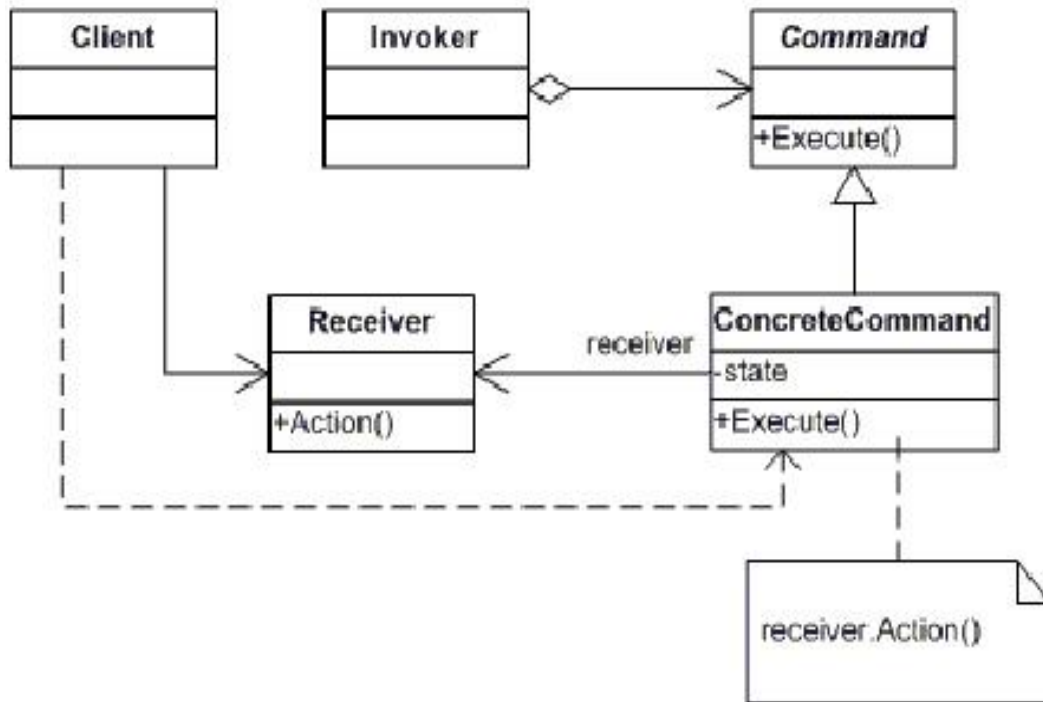 Client
Invoker
Command
+Execute()
Receiver
+Action()
receiver
ConcreteCommand
-state
+Execute()
receiver.Action()